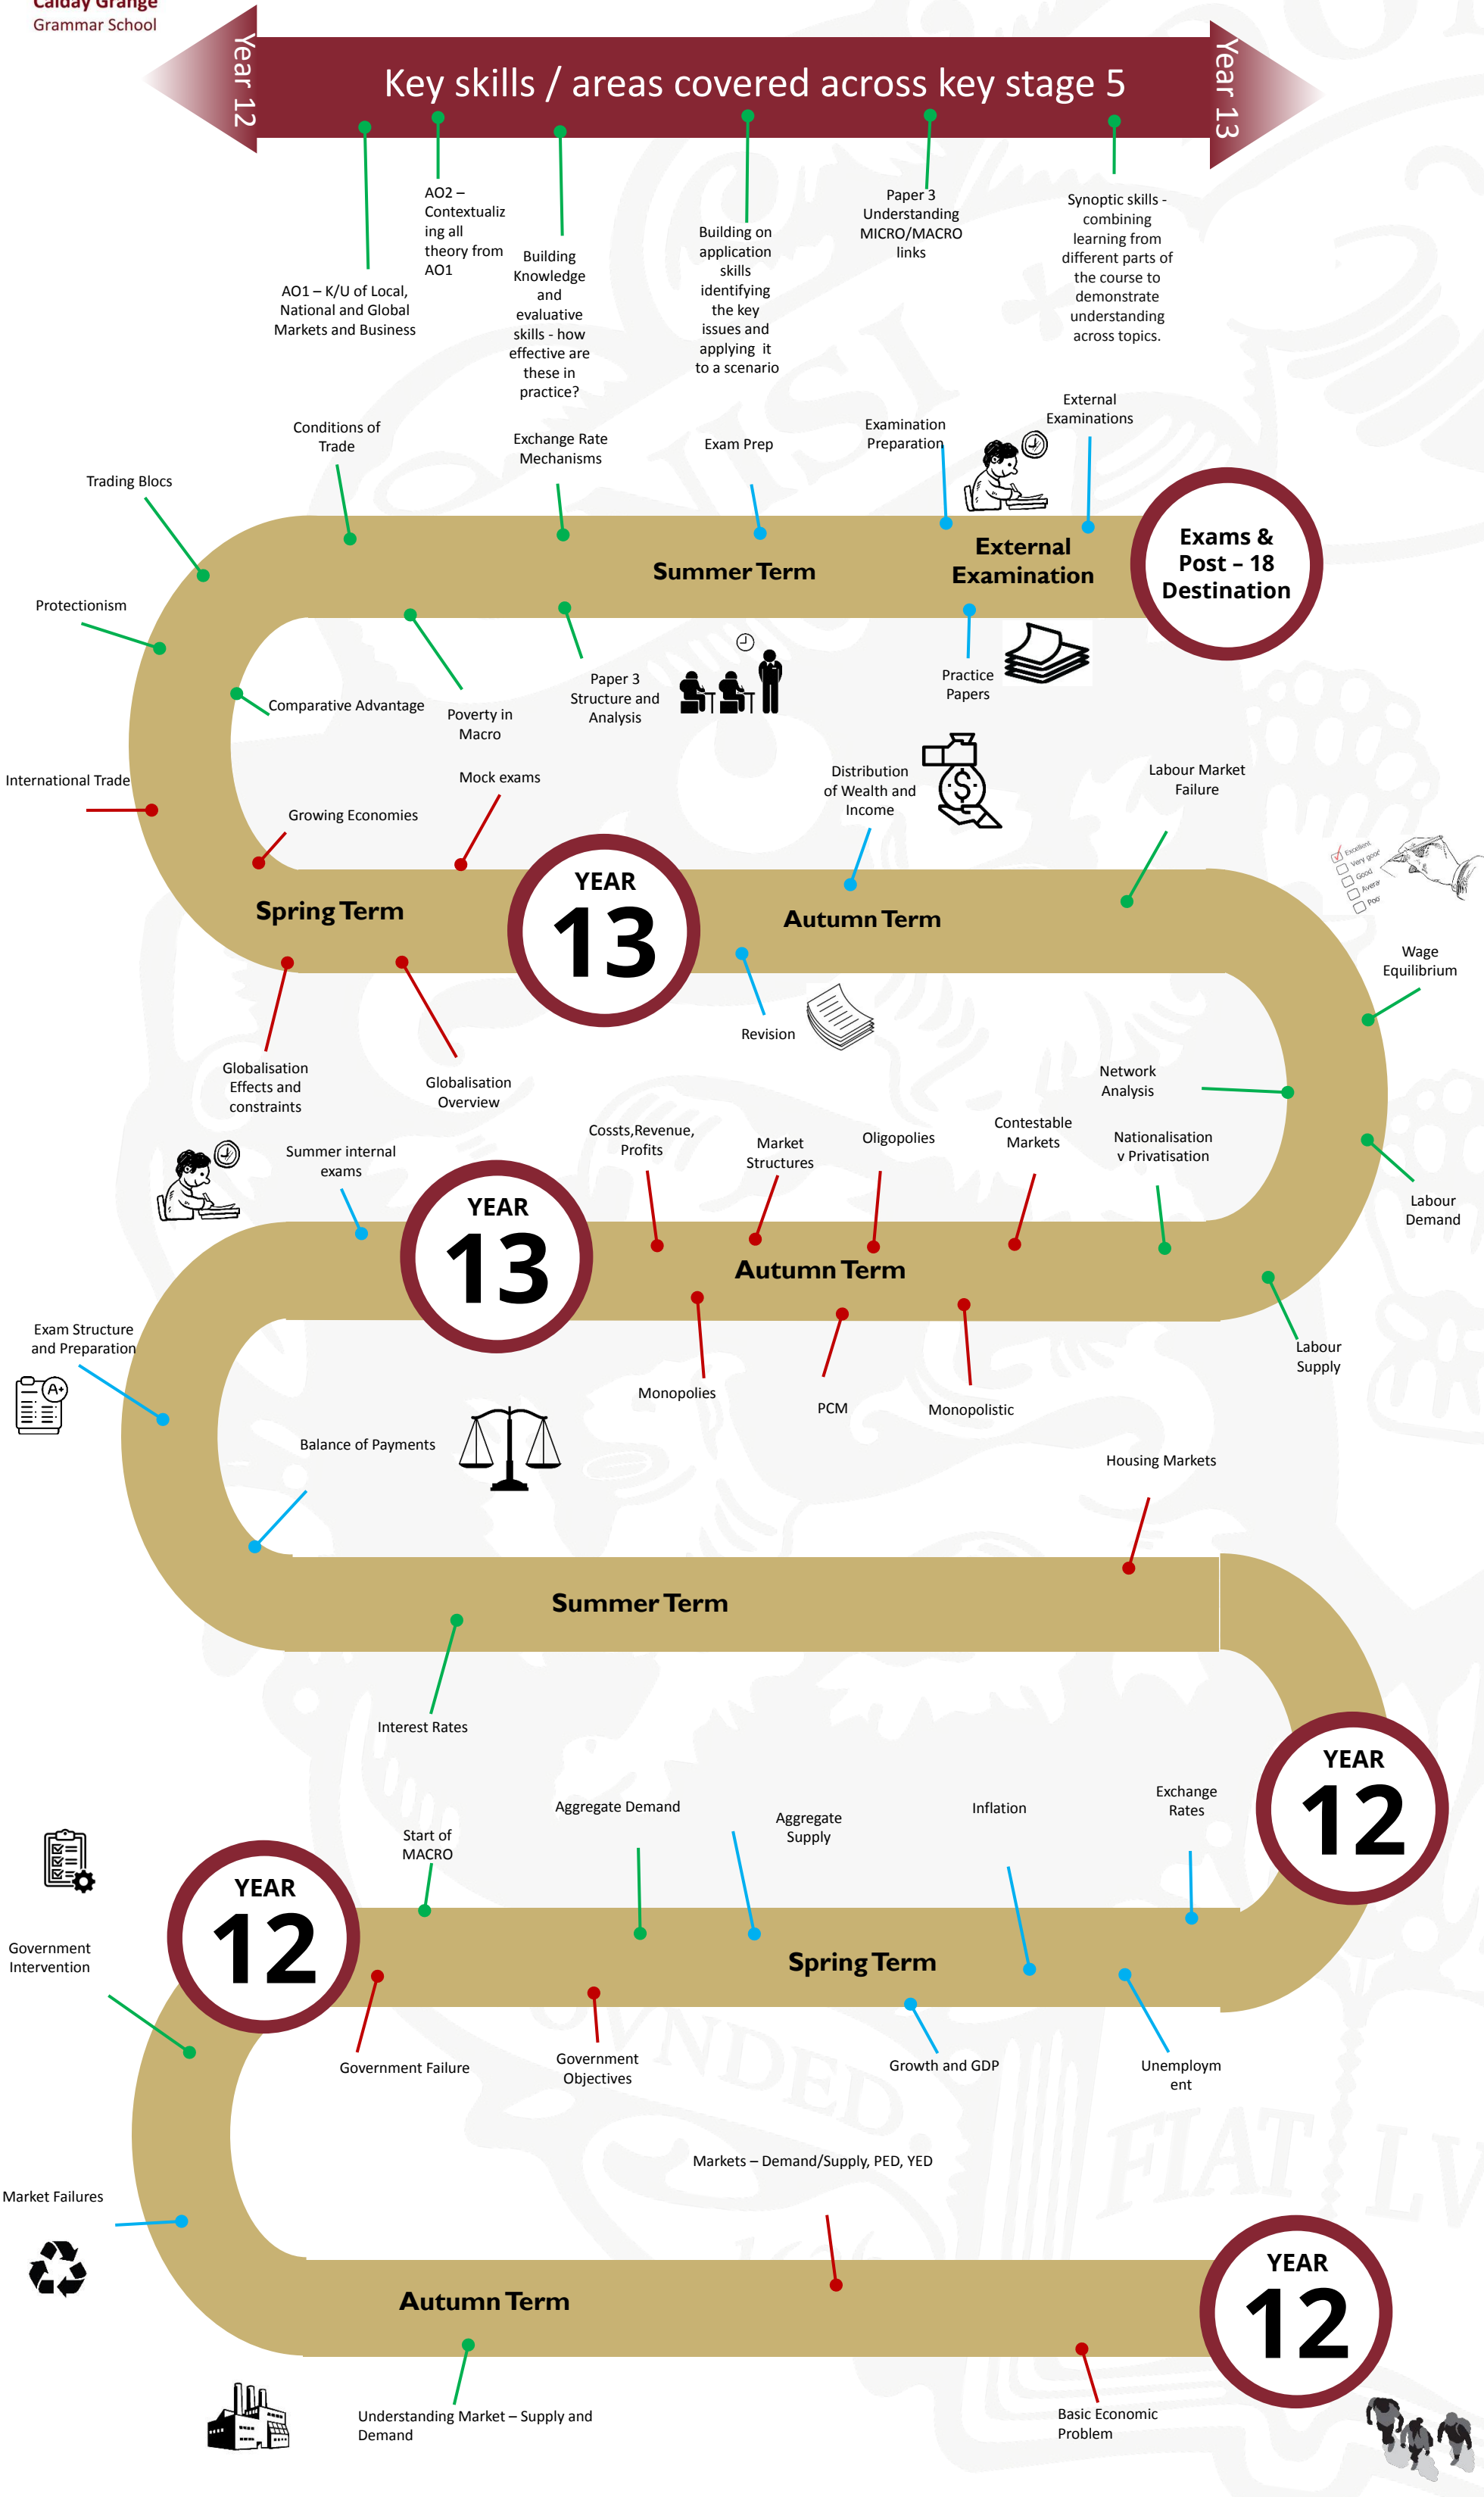 Calday Grange
Grammar School
Year 12
Key skills / areas covered across key stage 5
Year 13
AO1 – K/U of Local,
National and Global
Markets and Business
AO2 –
Contextualiz
ing all
theory from
AO1
Building
Knowledge
and
evaluative
skills - how
effective are
these in
practice?
Building on
application
skills
identifying
the key
issues and
applying it
to a scenario
Paper 3
Understanding
MICRO/MACRO
links
Synoptic skills -
combining
learning from
different parts of
the course to
demonstrate
understanding
across topics.
Trading Blocs
Conditions of
Trade
Exchange Rate
Mechanisms
Exam Prep
Examination
Preparation
External
Examinations
Summer Term
External
Examination
Exams &
Post – 18
Destination
Protectionism
Comparative Advantage
Poverty in
Macro
Paper 3
Structure and
Analysis
Practice
Papers
International Trade
Growing Economies
Mock exams
Distribution
of Wealth and
Income
Labour Market
Failure
Excellent
Very good
Good
Avera
Poo
Spring Term
YEAR
13
Autumn Term
Wage
Equilibrium
Revision
Globalisation
Effects and
constraints
Globalisation
Overview
Network
Analysis
Labour
Demand
Summer internal
exams
YEAR
13
Cossts,Revenue,
Profits
Market
Structures
Oligopolies
Contestable
Markets
Nationalisation
v Privatisation
Autumn Term
Labour
Supply
Exam Structure
and Preparation
A+
Monopolies
PCM
Monopolistic
Balance of Payments
Housing Markets
Summer Term
Interest Rates
YEAR
12
Start of
MACRO
Aggregate Demand
Aggregate
Supply
Inflation
Exchange
Rates
YEAR
12
Spring Term
Government
Intervention
Government Failure
Government
Objectives
Growth and GDP
Unemploym
ent
OVNDED
FIAT LV
Markets – Demand/Supply, PED, YED
Market Failures
1636
Autumn Term
YEAR
12
Understanding Market – Supply and
Demand
Basic Economic
Problem